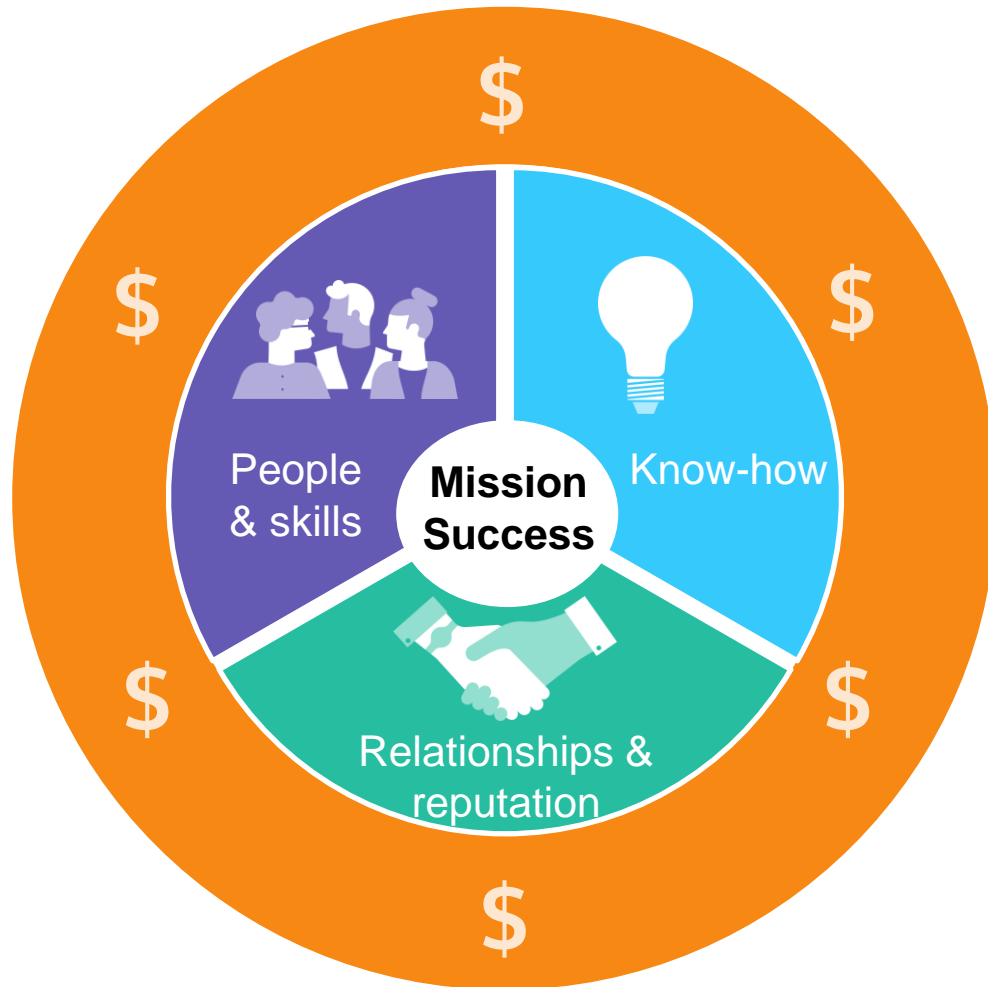 $
$
$
People
& skills
Know-how
Mission
Success
$
$
Relationships &
reputation
$